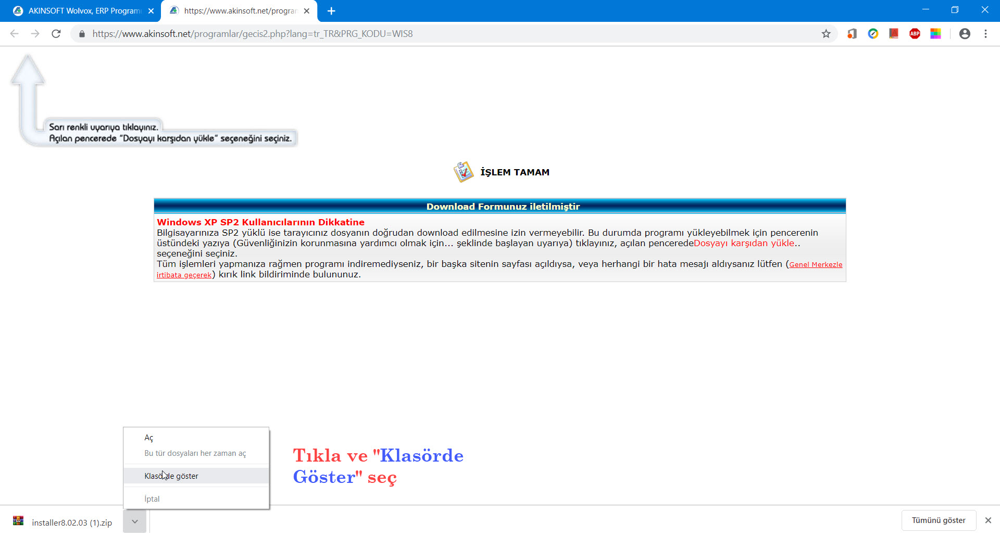 AKINSOFT Wolvox, ERP Program
https://www.akinsoft.net/program
https://www.akinsoft.net/programlar/gecis2.php?lang=tr_TR&PRG_KODU=WIS8
ABP
Sarı renkli uyarıya tıklayınız.
Açılan pencerede "Dosyayı karşıdan yükle" seçeneğini seçiniz.
İŞLEM TAMAM
Download Formunuz iletilmiştir
Windows XP SP2 Kullanıcılarının Dikkatine
Bilgisayarınıza SP2 yüklü ise tarayıcınız dosyanın doğrudan download edilmesine izin vermeyebilir. Bu durumda programı yükleyebilmek için pencerenin
üstündeki yazıya (Güvenliğinizin korunmasına yardımcı olmak için... şeklinde başlayan uyarıya) tıklayınız, açılan penceredeDosyayı karşıdan yükle..
seçeneğini seçiniz.
Tüm işlemleri yapmanıza rağmen programı indiremediyseniz, bir başka sitenin sayfası açıldıysa, veya herhangi bir hata mesajı aldıysanız lütfen (Genel Merkezle
irtibata geçerek) kırık link bildiriminde bulununuz.
Aç
Bu tür dosyaları her zaman aç
Klasörde göster
İptal
Tıkla ve "Klasörde
Göster" seç
installer8.02.03 (1).zip
Tümünü göster